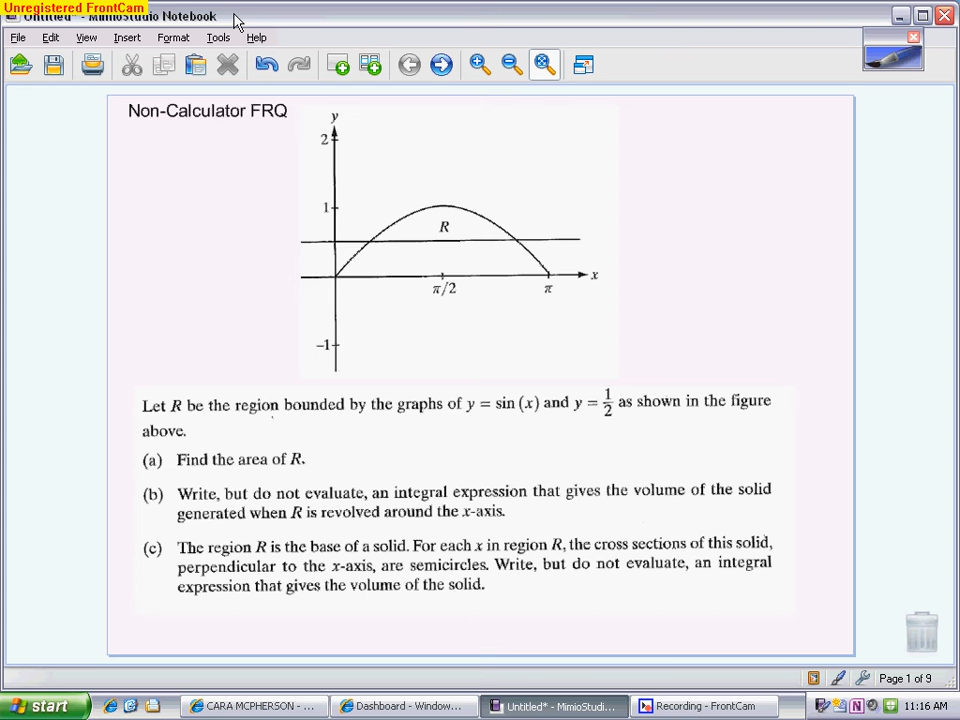 Unregistered FrontCam
Untitled* - MimioStudio Notebook
File Edit View Insert Format Tools Help
Non-Calculator FRQ
y
2
1
R
x
π/2
π
-1
Let R be the region bounded by the graphs of y = sin (x) and y = 1/2 as shown in the figure
above.
(a) Find the area of R.
(b) Write, but do not evaluate, an integral expression that gives the volume of the solid
generated when R is revolved around the x-axis.
(c) The region R is the base of a solid. For each x in region R, the cross sections of this solid,
perpendicular to the x-axis, are semicircles. Write, but do not evaluate, an integral
expression that gives the volume of the solid.
Page 1 of 9
start
CARA MCPHERSON - ...
Dashboard - Window...
Untitled* - MimioStudi...
Recording - FrontCam
11:16 AM